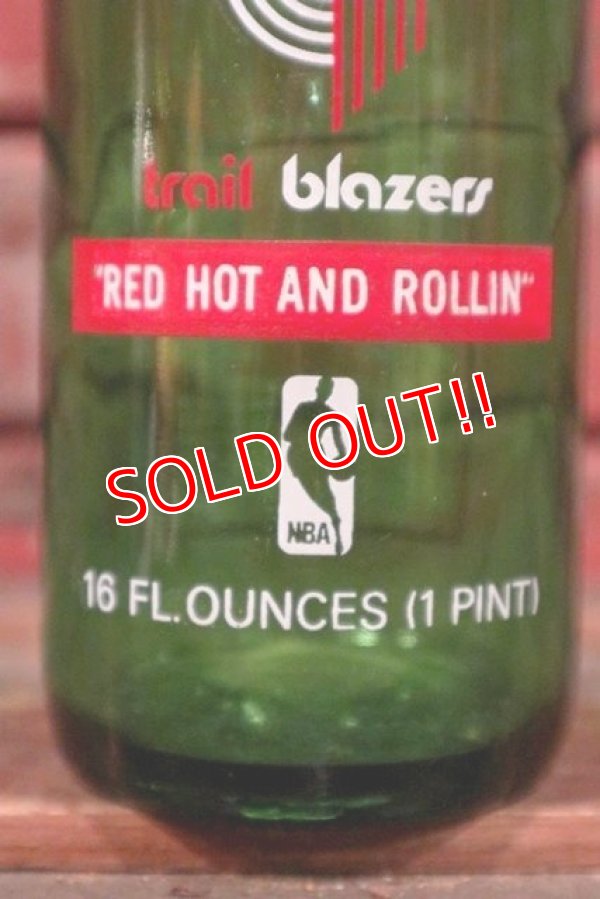 trail blazers
"RED HOT AND ROLLIN"
SOLD OUT!!
NBA
16 FL.OUNCES (1 PINT)